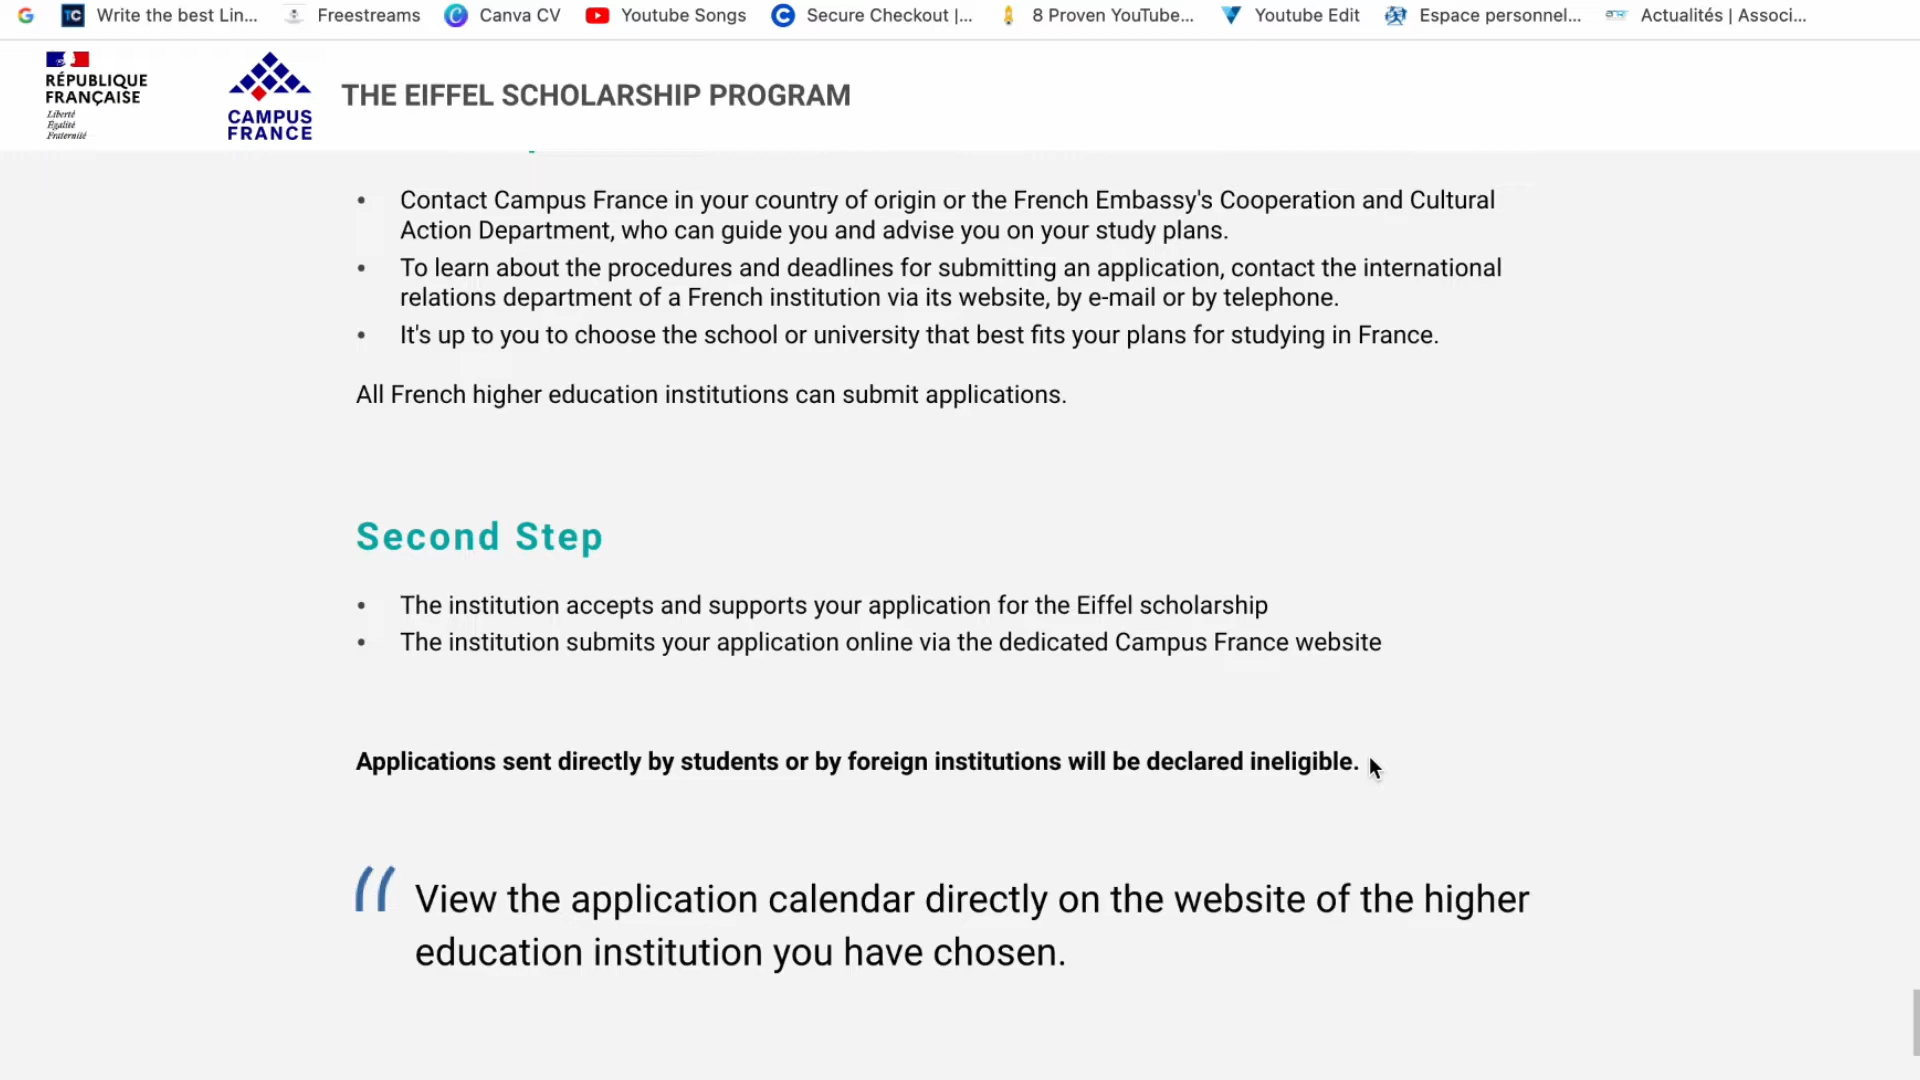 Write the best Lin... Freestreams Canva CV Youtube Songs Secure Checkout |... 8 Proven YouTube... Youtube Edit Espace personnel... Actualités | Associ...
RÉPUBLIQUE
FRANÇAISE
Liberté
Égalité
Fraternité
CAMPUS
FRANCE
THE EIFFEL SCHOLARSHIP PROGRAM
• Contact Campus France in your country of origin or the French Embassy's Cooperation and Cultural
Action Department, who can guide you and advise you on your study plans.
• To learn about the procedures and deadlines for submitting an application, contact the international
relations department of a French institution via its website, by e-mail or by telephone.
• It's up to you to choose the school or university that best fits your plans for studying in France.
All French higher education institutions can submit applications.
Second Step
• The institution accepts and supports your application for the Eiffel scholarship
• The institution submits your application online via the dedicated Campus France website
Applications sent directly by students or by foreign institutions will be declared ineligible.
View the application calendar directly on the website of the higher
education institution you have chosen.